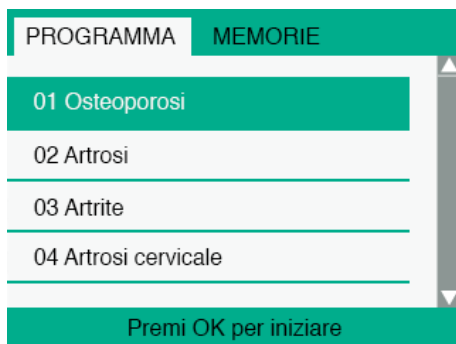 PROGRAMMA MEMORIE
01 Osteoporosi
02 Artrosi
03 Artrite
04 Artrosi cervicale
Premi OK per iniziare